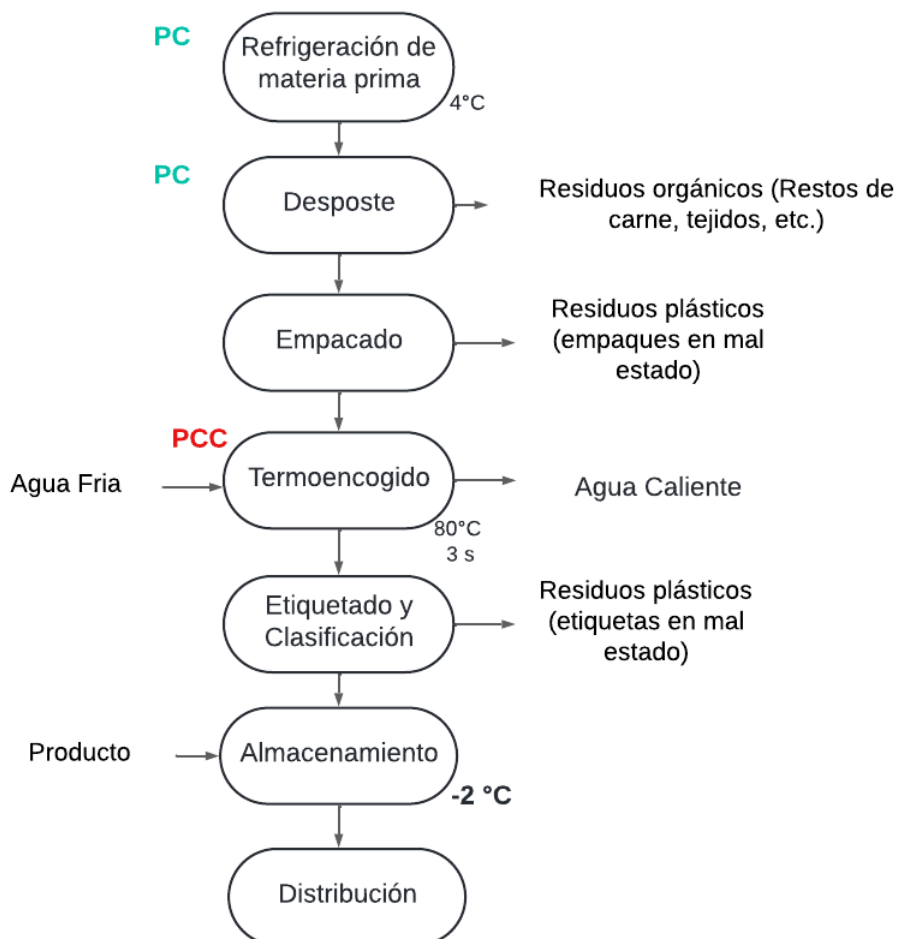 PC
Refrigeración de
materia prima
4°C
PC
Desposte
Residuos orgánicos (Restos de
carne, tejidos, etc.)
Empacado
Residuos plásticos
(empaques en mal
estado)
PCC
Agua Fria
Termoencogido
Agua Caliente
80°C
3 s
Etiquetado y
Clasificación
Residuos plásticos
(etiquetas en mal
estado)
Producto
Almacenamiento
-2 °C
Distribución